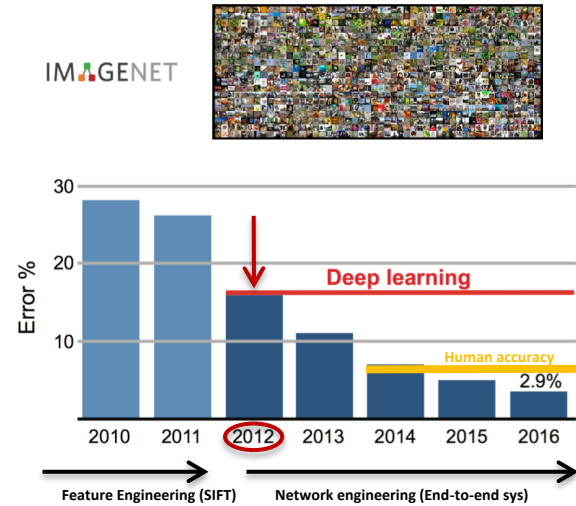 IMAGENET
30
20
10
Error %
Deep learning
Human accuracy
2.9%
2010 2011 2012 2013 2014 2015 2016
Feature Engineering (SIFT) Network engineering (End-to-end sys)